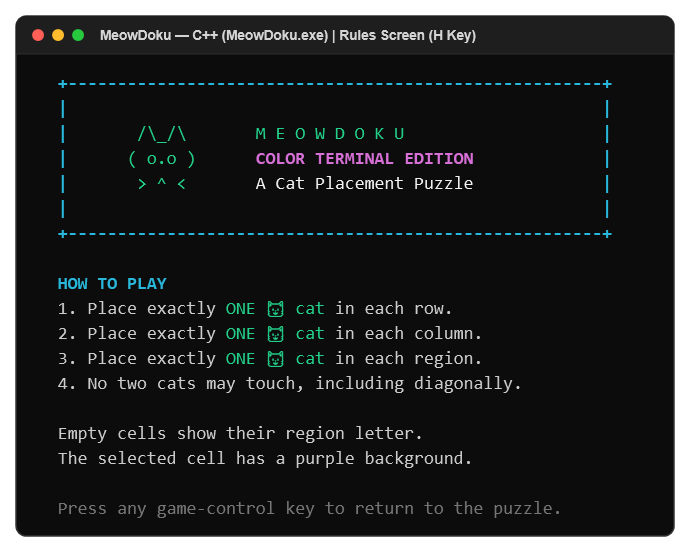 MeowDoku — C++ (MeowDoku.exe) | Rules Screen (H Key)
+------------------------------------------------------+
|                                                      |
|       /\_/\       M E O W D O K U                    |
|      ( o.o )      COLOR TERMINAL EDITION             |
|       > ^ <       A Cat Placement Puzzle             |
|                                                      |
+------------------------------------------------------+
HOW TO PLAY
1. Place exactly ONE 🐱 cat in each row.
2. Place exactly ONE 🐱 cat in each column.
3. Place exactly ONE 🐱 cat in each region.
4. No two cats may touch, including diagonally.
Empty cells show their region letter.
The selected cell has a purple background.
Press any game-control key to return to the puzzle.